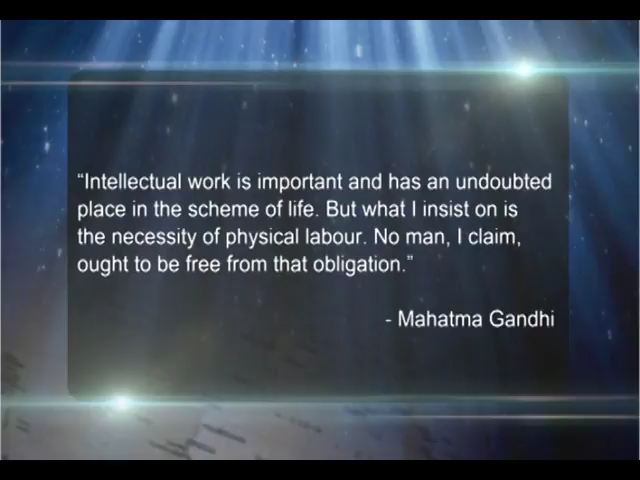 “Intellectual work is important and has an undoubted
place in the scheme of life. But what I insist on is
the necessity of physical labour. No man, I claim,
ought to be free from that obligation.”
- Mahatma Gandhi